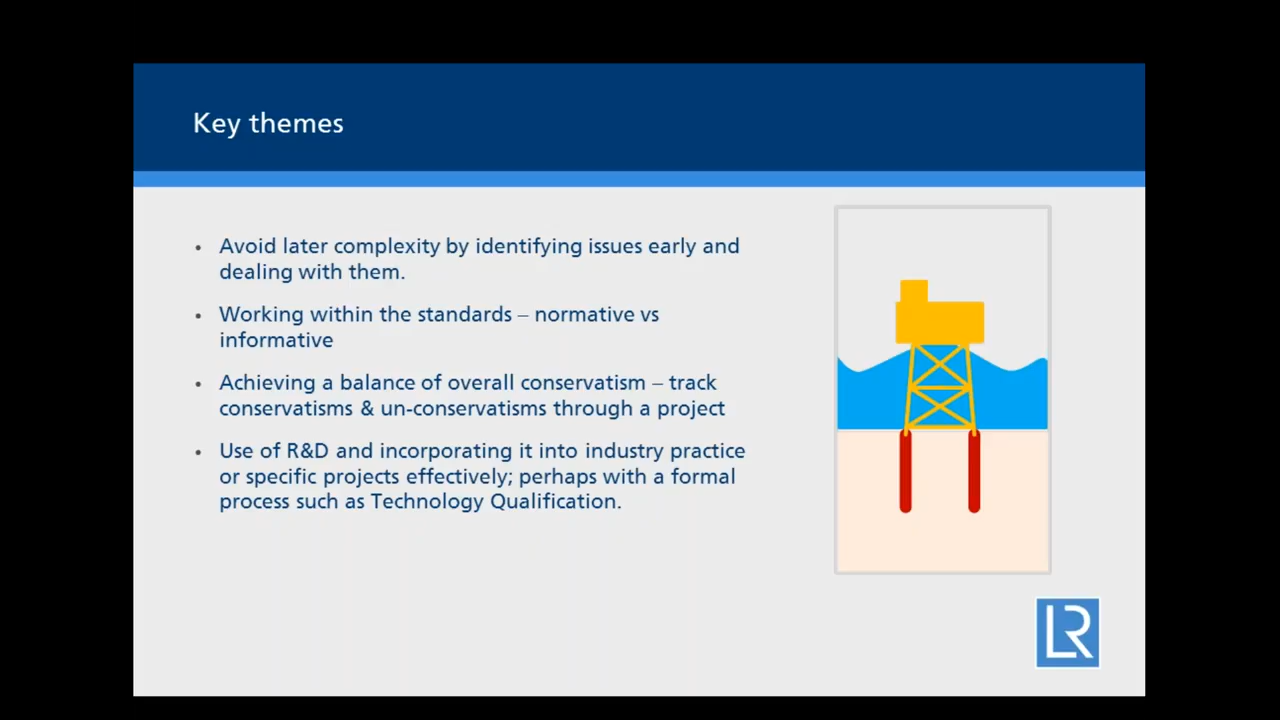 Key themes
• Avoid later complexity by identifying issues early and
dealing with them.
• Working within the standards – normative vs
informative
• Achieving a balance of overall conservatism – track
conservatisms & un-conservatisms through a project
• Use of R&D and incorporating it into industry practice
or specific projects effectively; perhaps with a formal
process such as Technology Qualification.
LR